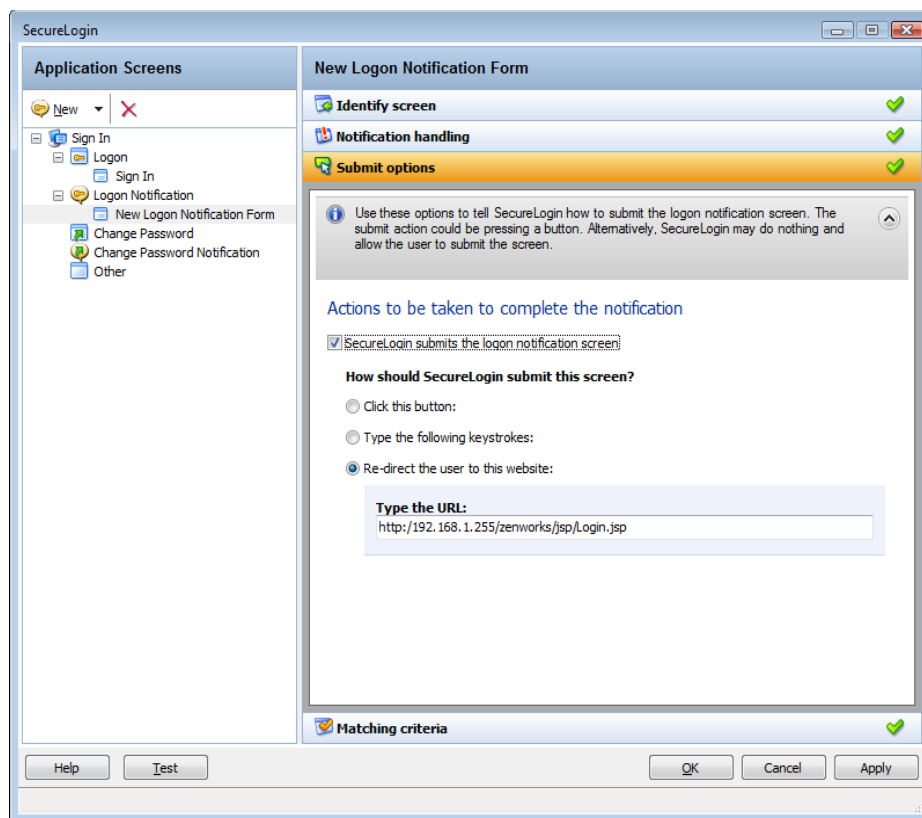 SecureLogin
Application Screens
New
Sign In
Logon
Sign In
Logon Notification
New Logon Notification Form
Change Password
Change Password Notification
Other
New Logon Notification Form
Identify screen
Notification handling
Submit options
Use these options to tell SecureLogin how to submit the logon notification screen. The
submit action could be pressing a button. Alternatively, SecureLogin may do nothing and
allow the user to submit the screen.
Actions to be taken to complete the notification
SecureLogin submits the logon notification screen
How should SecureLogin submit this screen?
Click this button:
Type the following keystrokes:
Re-direct the user to this website:
Type the URL:
http:/192.168.1.255/zenworks/jsp/Login.jsp
Matching criteria
Help
Test
OK
Cancel
Apply